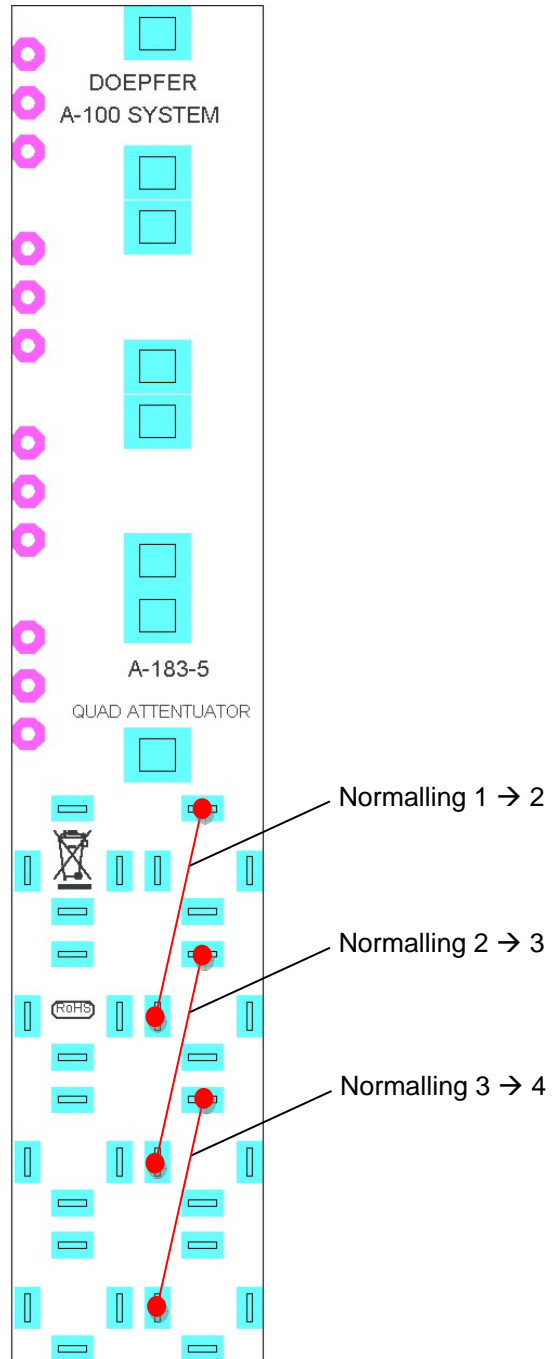 DOEPFER
A-100 SYSTEM
A-183-5
QUAD ATTENTUATOR
Normalling 1 → 2
Normalling 2 → 3
RoHS
Normalling 3 → 4